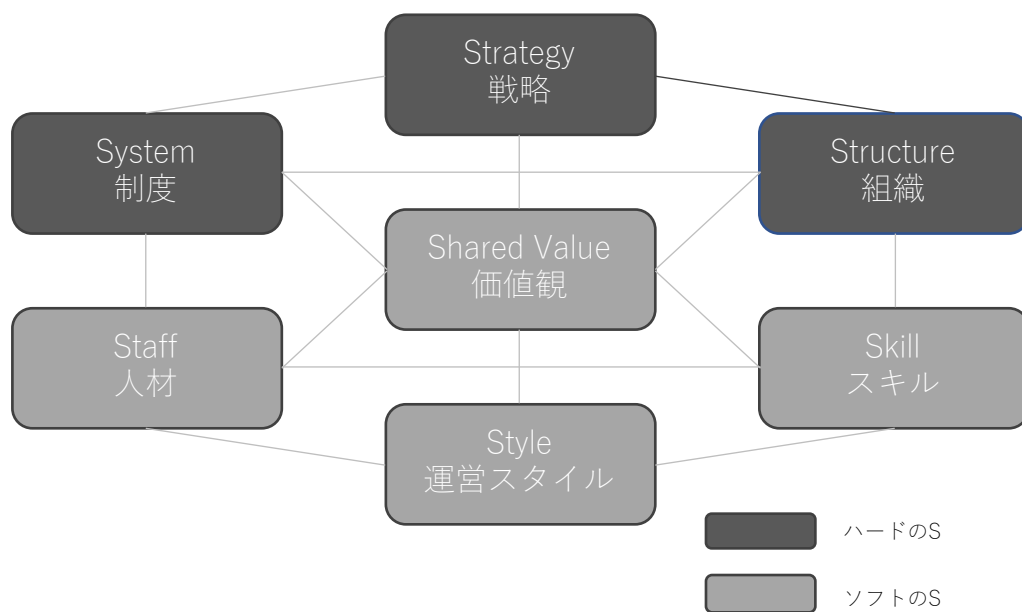 Strategy
戦略
System
制度
Structure
組織
Shared Value
価値観
Staff
人材
Skill
スキル
Style
運営スタイル
ハードのS
ソフトのS